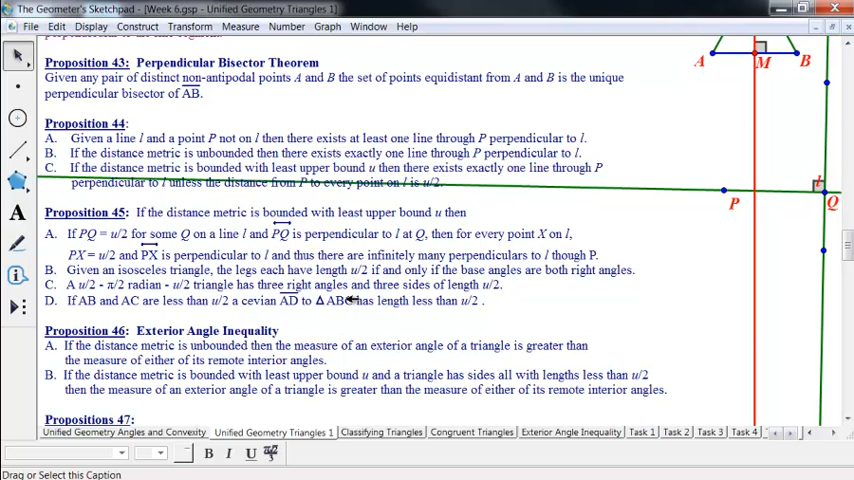 The Geometer's Sketchpad - [Week 6.gsp - Unified Geometry Triangles 1]
File Edit Display Construct Transform Measure Number Graph Window Help
Proposition 43: Perpendicular Bisector Theorem
Given any pair of distinct non-antipodal points A and B the set of points equidistant from A and B is the unique
perpendicular bisector of AB.
Proposition 44:
A. Given a line l and a point P not on l then there exists at least one line through P perpendicular to l.
B. If the distance metric is unbounded then there exists exactly one line through P perpendicular to l.
C. If the distance metric is bounded with least upper bound u then there exists exactly one line through P
perpendicular to l unless the distance from P to every point on l is u/2.
Proposition 45: If the distance metric is bounded with least upper bound u then
A. If PQ = u/2 for some Q on a line l and PQ is perpendicular to l at Q, then for every point X on l,
PX = u/2 and PX is perpendicular to l and thus there are infinitely many perpendiculars to l though P.
B. Given an isosceles triangle, the legs each have length u/2 if and only if the base angles are both right angles.
C. A u/2 - π/2 radian - u/2 triangle has three right angles and three sides of length u/2.
D. If AB and AC are less than u/2 a cevian AD to ΔABC has length less than u/2 .
Proposition 46: Exterior Angle Inequality
A. If the distance metric is unbounded then the measure of an exterior angle of a triangle is greater than
the measure of either of its remote interior angles.
B. If the distance metric is bounded with least upper bound u and a triangle has sides all with lengths less than u/2
then the measure of an exterior angle of a triangle is greater than the measure of either of its remote interior angles.
Propositions 47:
A
M
B
P
l
Q
A
Unified Geometry Angles and Convexity Unified Geometry Triangles 1 Classifying Triangles Congruent Triangles Exterior Angle Inequality Task 1 Task 2 Task 3 Task 4
B I U
Drag or Select this Caption